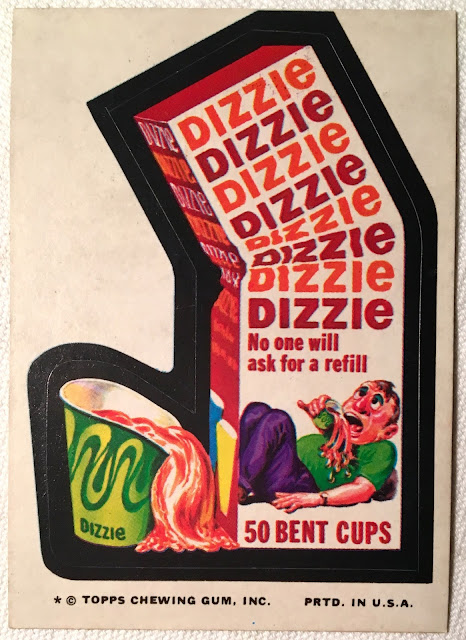 DIZZIE
DIZZIE
DIZZIE
DIZZIE
DIZZIE
DIZZIE
DIZZIE
DIZZIE
No one will
ask for a refill
50 BENT CUPS
DIZZIE
DIZZIE
* © TOPPS CHEWING GUM, INC. PRTD. IN U.S.A.